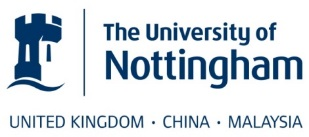 The University of
Nottingham
UNITED KINGDOM · CHINA · MALAYSIA